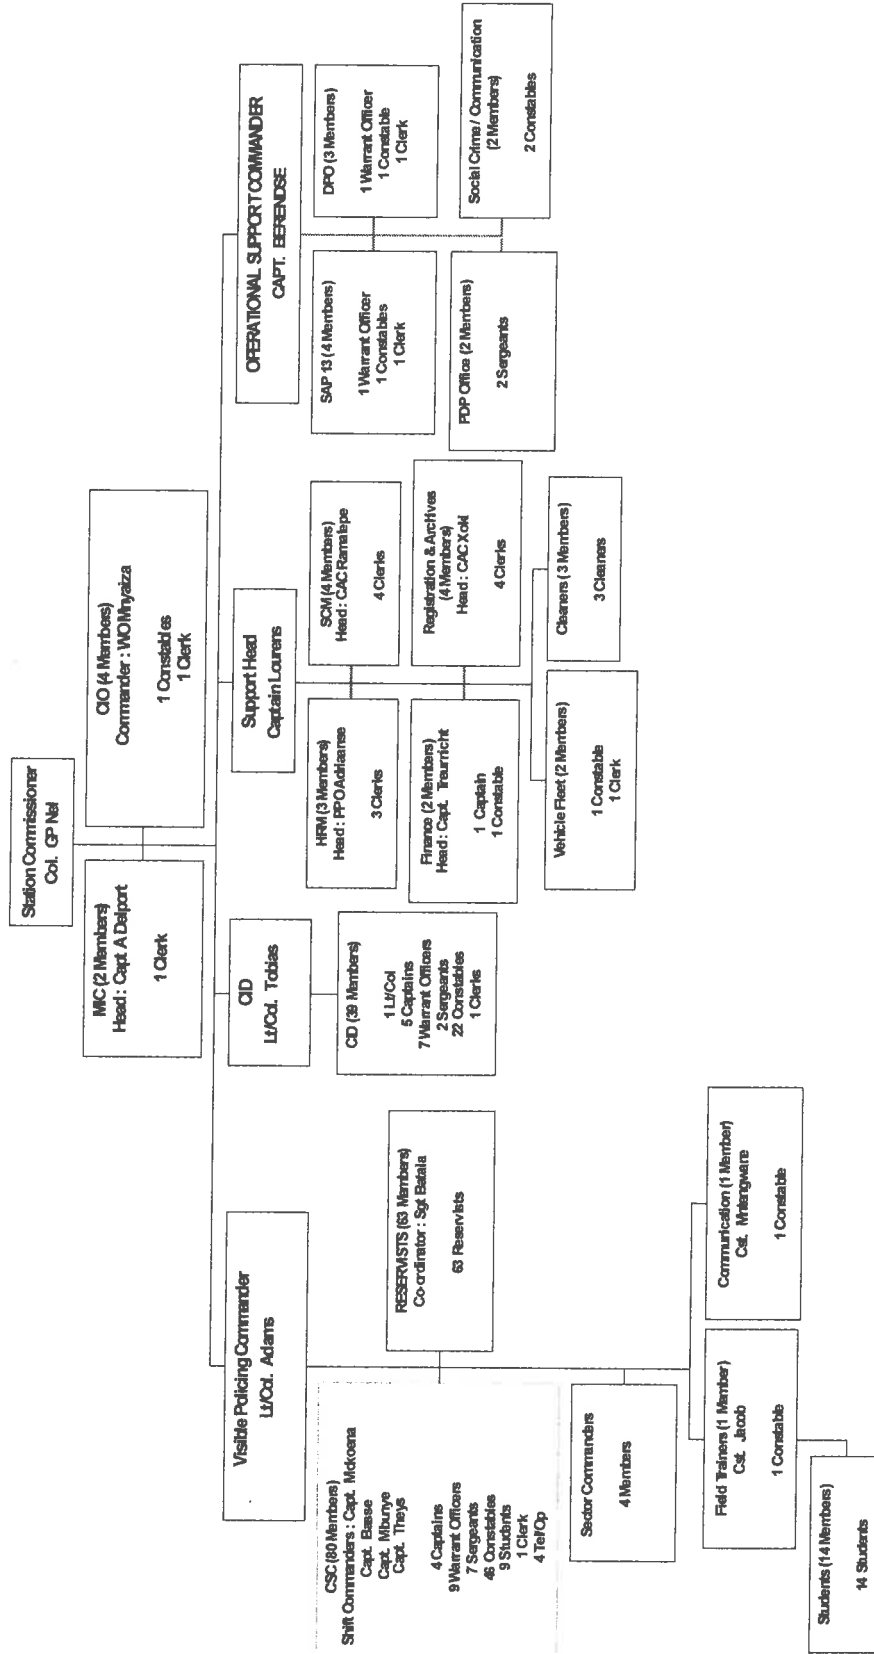 Station Commissioner
Col. GP Nel
MIC (2 Members)
Head : Capt A Delport
1 Clerk
CIO (4 Members)
Commander : WO Mnyaiza
1 Constables
1 Clerk
Visible Policing Commander
Lt/Col. Adams
CID
Lt/Col. Tobias
Support Head
Captain Lourens
OPERATIONAL SUPPORT COMMANDER
CAPT. BERENDSE
CSC (80 Members)
Shift Commanders : Capt. Mokoena
Capt. Basse
Capt. Mbunye
Capt. Theys
4 Captains
9 Warrant Officers
7 Sergeants
46 Constables
9 Students
1 Clerk
4 Tel/Op
RESERVISTS (63 Members)
Co-ordinator : Sgt Batala
63 Reservists
Sector Commanders
4 Members
Field Trainers (1 Member)
Cst. Jacob
1 Constable
Communication (1 Member)
Cst. Mntengware
1 Constable
Students (14 Members)
14 Students
CID (39 Members)
1 Lt/Col
5 Captains
7 Warrant Officers
2 Sergeants
22 Constables
1 Clerks
HRM (3 Members)
Head : PPO Adriaanse
3 Clerks
SCM (4 Members)
Head : CAC Ramatepe
4 Clerks
Finance (2 Members)
Head : Capt. Treurnicht
1 Captain
1 Constable
Registration & Archives
(4 Members)
Head : CAC Xoki
4 Clerks
Vehicle Fleet (2 Members)
1 Constable
1 Clerk
Cleaners (3 Members)
3 Cleaners
SAP 13 (4 Members)
1 Warrant Officer
1 Constables
1 Clerk
DPO (3 Members)
1 Warrant Officer
1 Constable
1 Clerk
PDP Office (2 Members)
2 Sergeants
Social Crime / Communication
(2 Members)
2 Constables